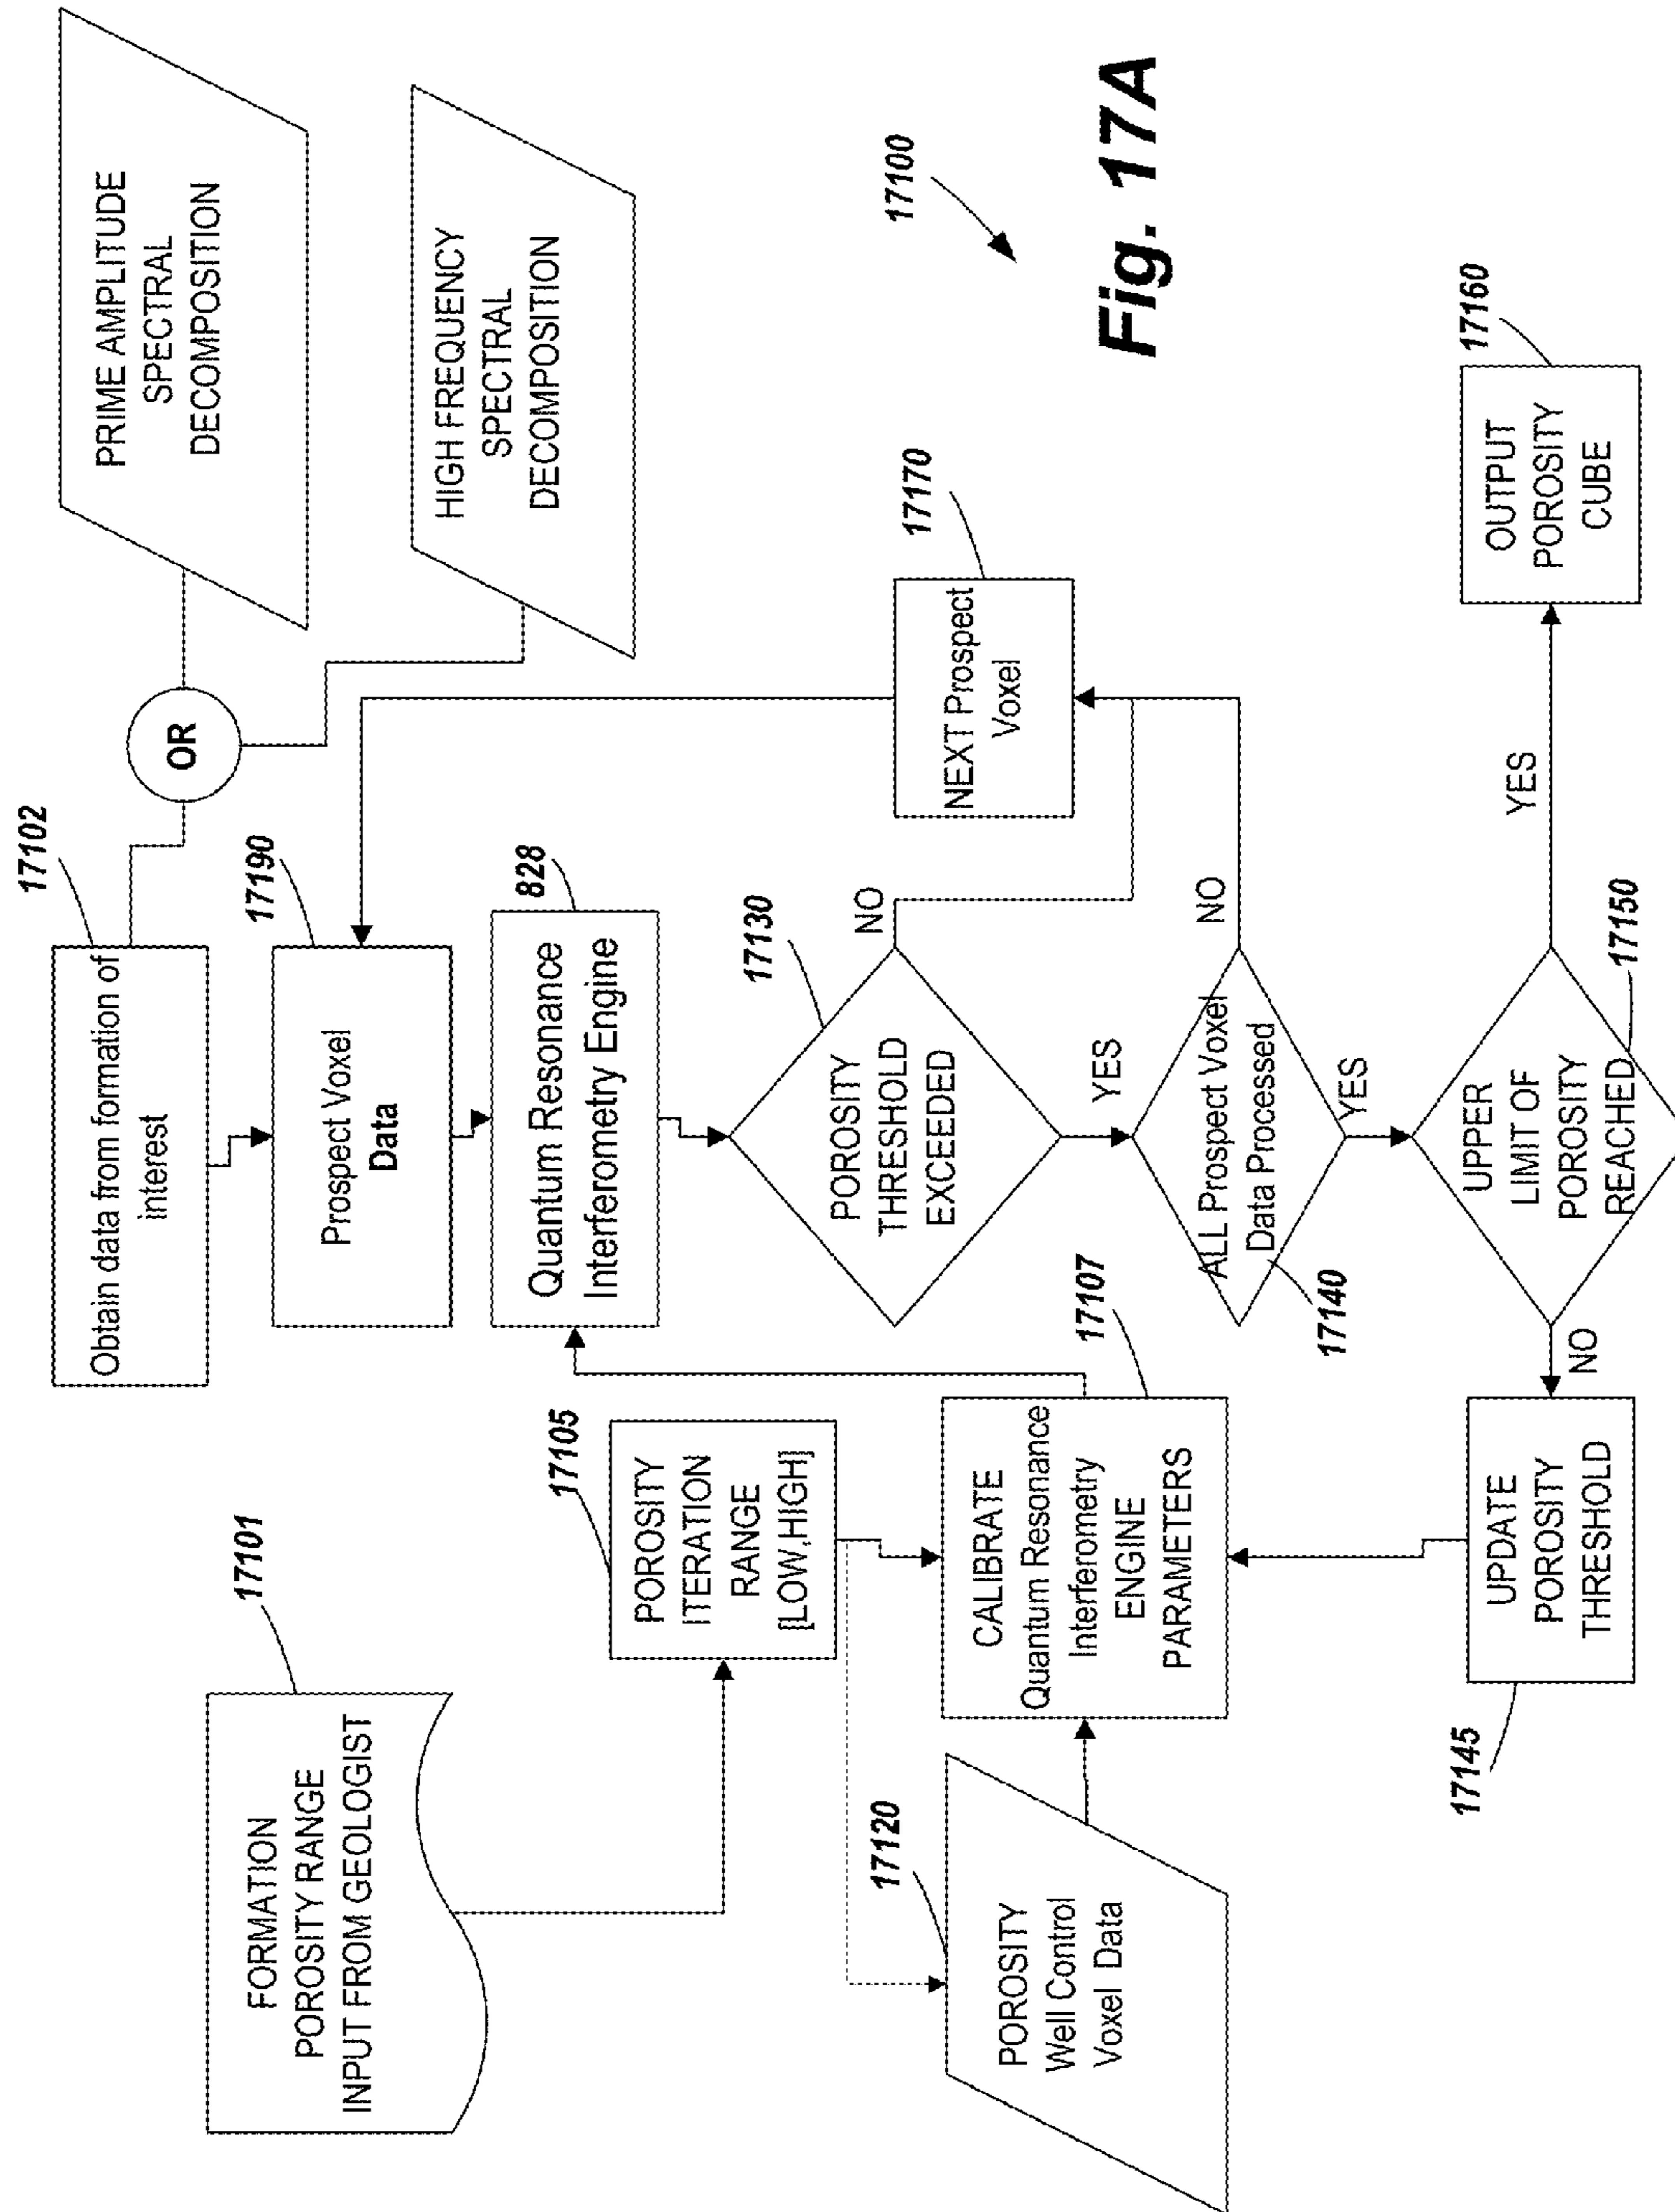 17101
FORMATION
POROSITY RANGE
INPUT FROM GEOLOGIST
17102
Obtain data from formation of
interest
OR
PRIME AMPLITUDE
SPECTRAL
DECOMPOSITION
HIGH FREQUENCY
SPECTRAL
DECOMPOSITION
17190
Prospect Voxel
Data
828
Quantum Resonance
Interferometry Engine
17105
POROSITY
ITERATION
RANGE
[LOW,HIGH]
17120
POROSITY
Well Control
Voxel Data
17107
CALIBRATE
Quantum Resonance
Interferometry
ENGINE
PARAMETERS
17130
POROSITY
THRESHOLD
EXCEEDED
NO
YES
17170
NEXT Prospect
Voxel
17140
ALL Prospect Voxel
Data Processed
NO
YES
17145
UPDATE
POROSITY
THRESHOLD
NO
UPPER
LIMIT OF
POROSITY
REACHED
17150
YES
17160
OUTPUT
POROSITY
CUBE
17100
Fig. 17A